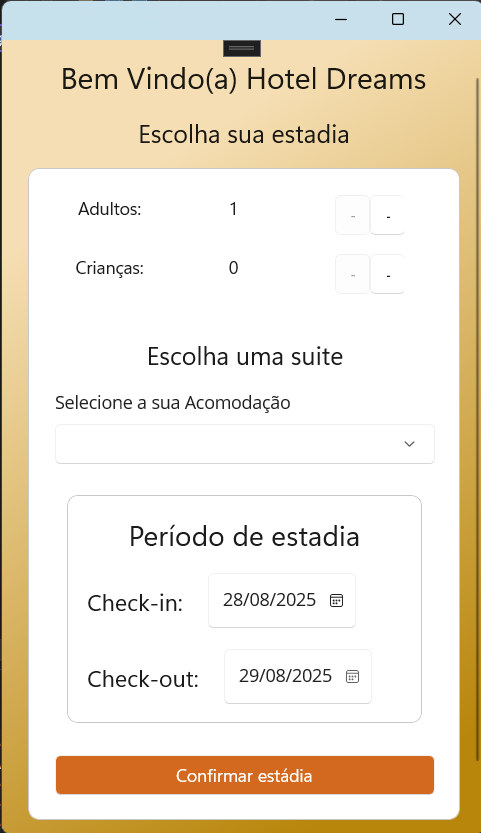 Bem Vindo(a) Hotel Dreams
Escolha sua estadia
Adultos: 1 - -
Crianças: 0 - -
Escolha uma suite
Selecione a sua Acomodação
Período de estadia
Check-in: 28/08/2025
Check-out: 29/08/2025
Confirmar estádia